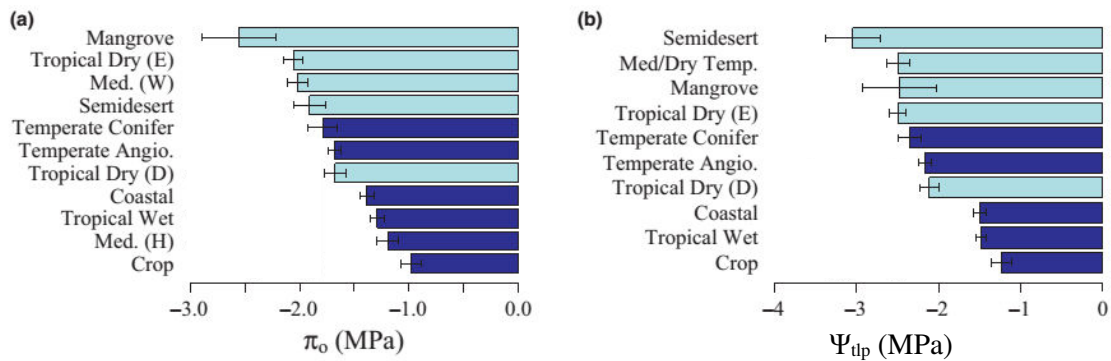 (a)
Mangrove
Tropical Dry (E)
Med. (W)
Semidesert
Temperate Conifer
Temperate Angio.
Tropical Dry (D)
Coastal
Tropical Wet
Med. (H)
Crop
−3.0 −2.0 −1.0 0.0
πₒ (MPa)
(b)
Semidesert
Med/Dry Temp.
Mangrove
Tropical Dry (E)
Temperate Conifer
Temperate Angio.
Tropical Dry (D)
Coastal
Tropical Wet
Crop
−4 −3 −2 −1 0
Ψtlp (MPa)